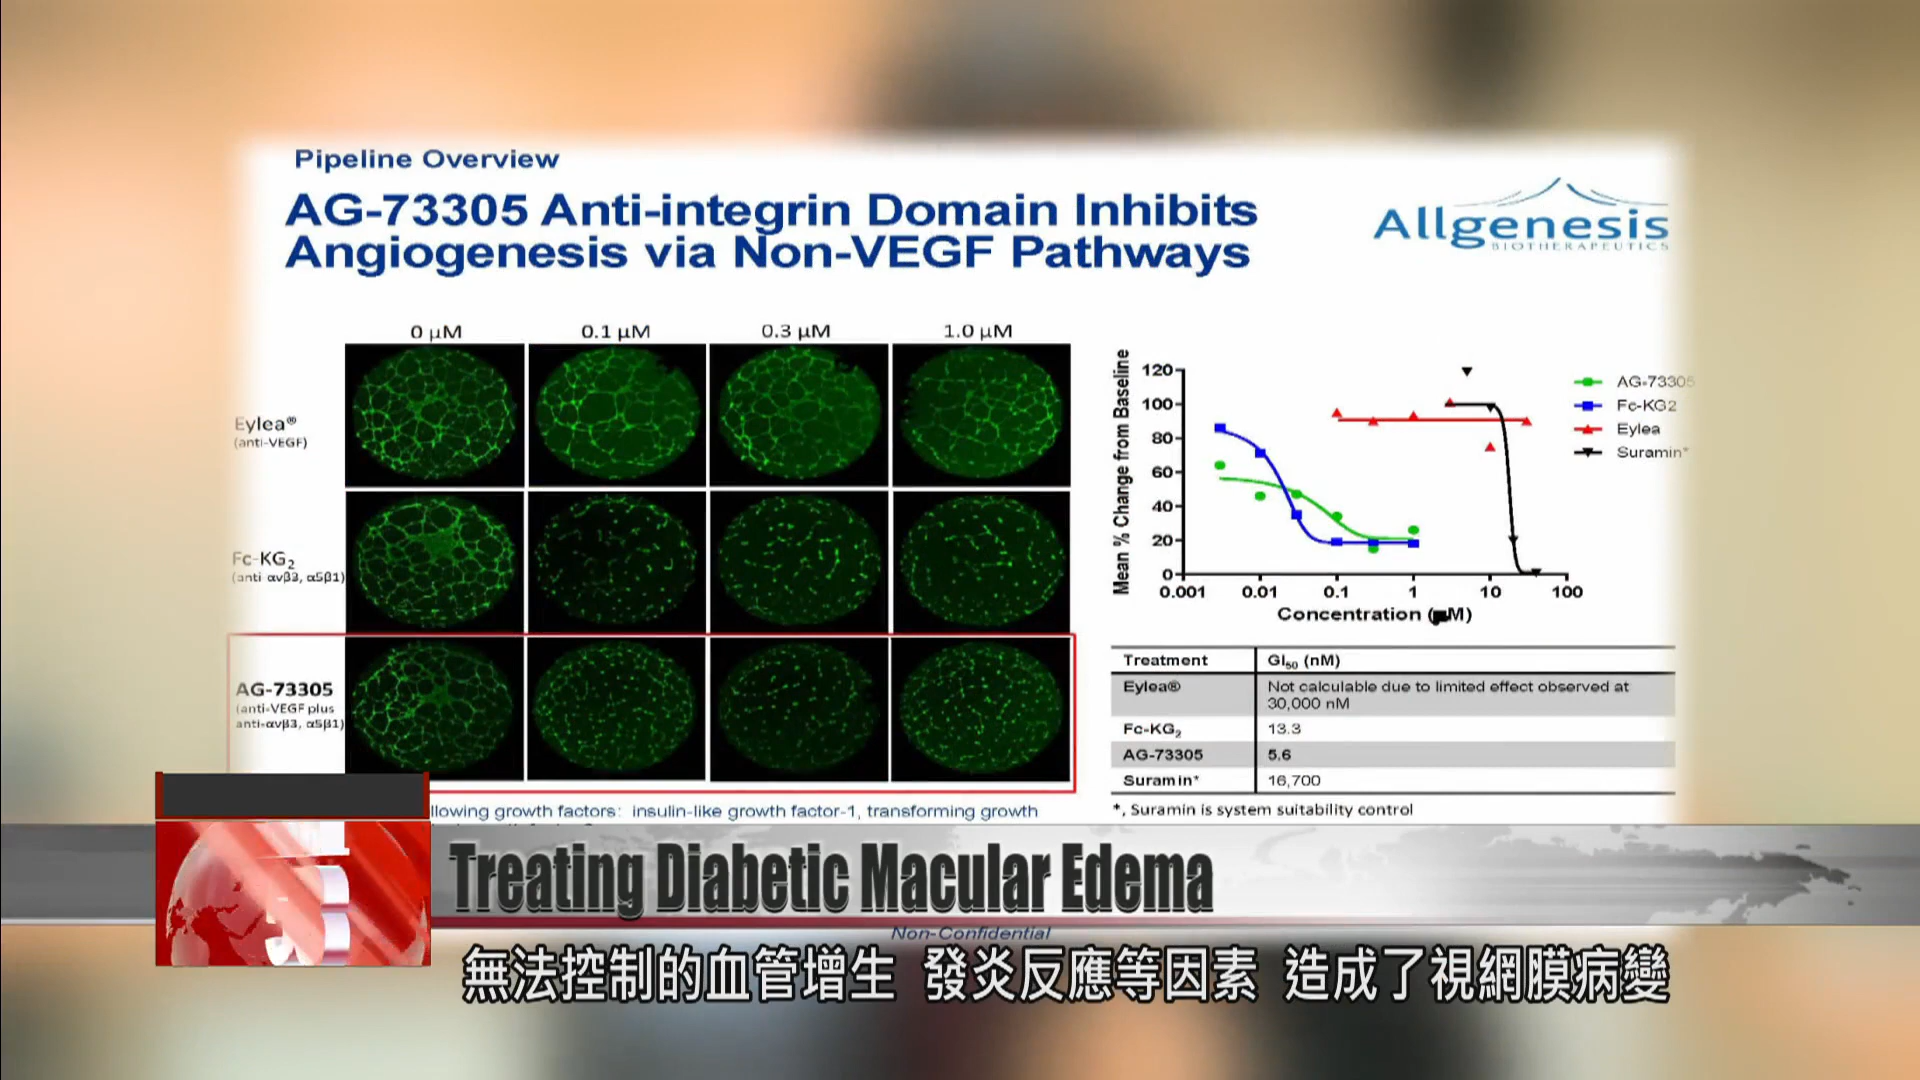 Pipeline Overview
AG-73305 Anti-integrin Domain Inhibits
Angiogenesis via Non-VEGF Pathways
Allgenesis
BIOTHERAPEUTICS
0 µM 0.1 µM 0.3 µM 1.0 µM
Eylea®
(anti-VEGF)
Fc-KG2
(anti αvβ3, α5β1)
AG-73305
(anti-VEGF plus
anti-αvβ3, α5β1)
Mean % Change from Baseline
120
100
80
60
40
20
0
0.001 0.01 0.1 1 10 100
Concentration (µM)
AG-73305
Fc-KG2
Eylea
Suramin*
Treatment GI50 (nM)
Eylea® Not calculable due to limited effect observed at
30,000 nM
Fc-KG2 13.3
AG-73305 5.6
Suramin* 16,700
*, Suramin is system suitability control
llowing growth factors: insulin-like growth factor-1, transforming growth
Treating Diabetic Macular Edema
Non-Confidential
無法控制的血管增生 發炎反應等因素 造成了視網膜病變